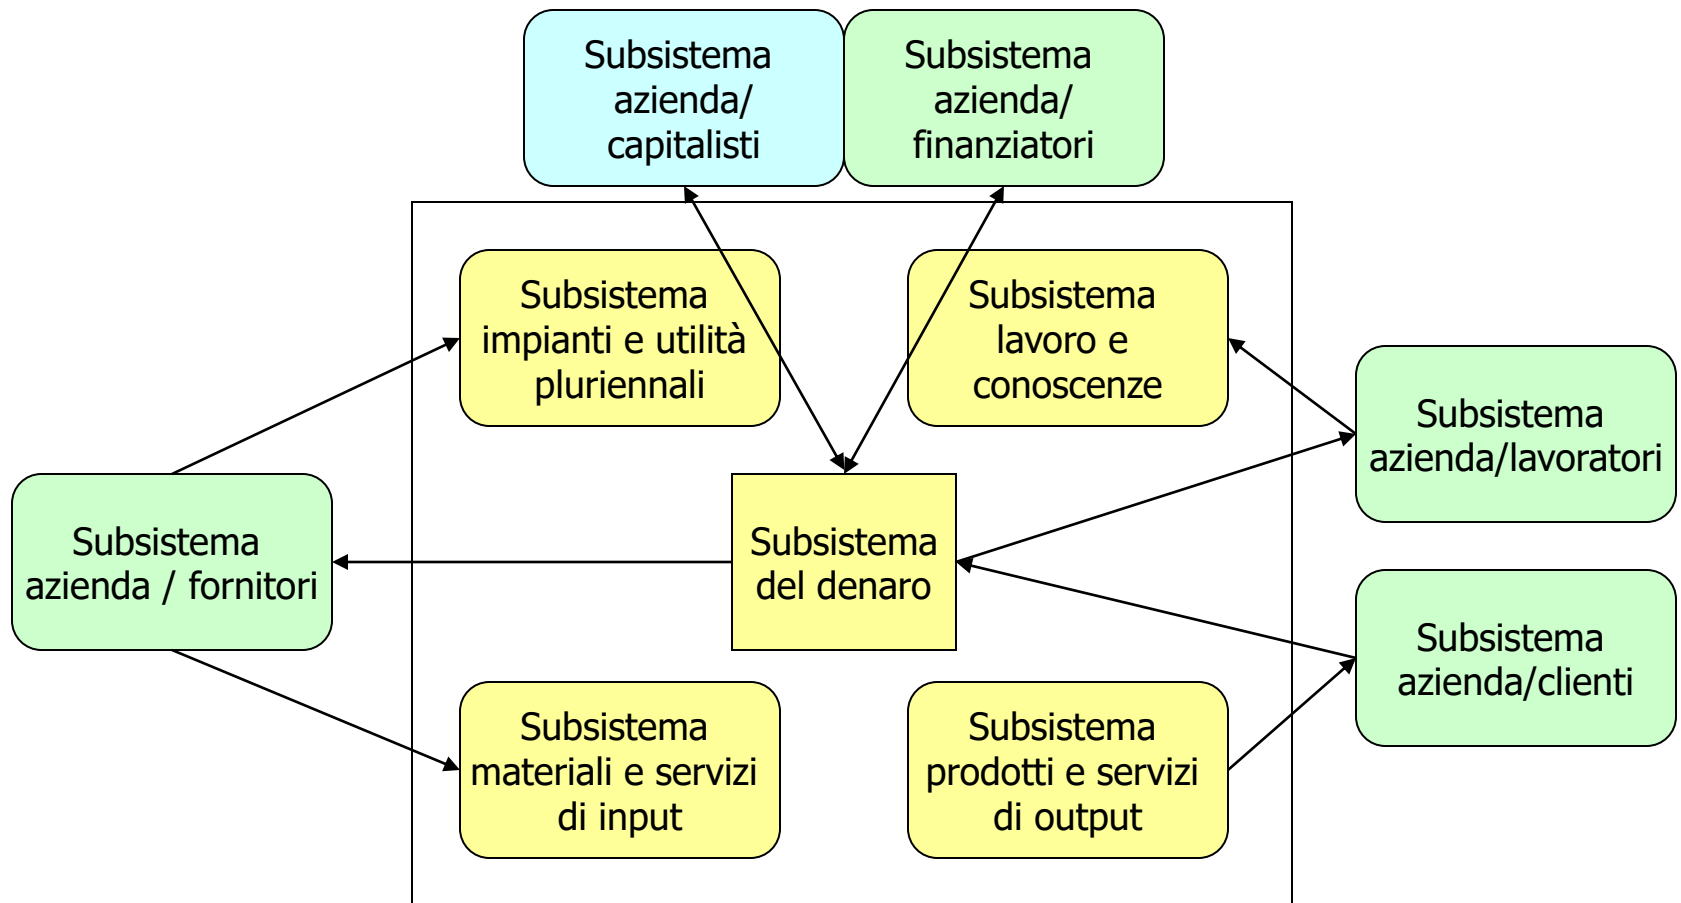 Subsistema
azienda/
capitalisti
Subsistema
azienda/
finanziatori
Subsistema
impianti e utilità
pluriennali
Subsistema
lavoro e
conoscenze
Subsistema
azienda/lavoratori
Subsistema
azienda / fornitori
Subsistema
del denaro
Subsistema
azienda/clienti
Subsistema
materiali e servizi
di input
Subsistema
prodotti e servizi
di output